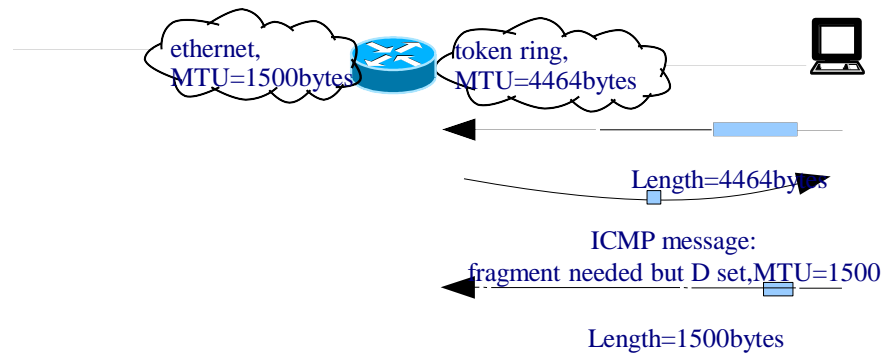 ethernet,
MTU=1500bytes
token ring,
MTU=4464bytes
Length=4464bytes
ICMP message:
fragment needed but D set,MTU=1500
Length=1500bytes